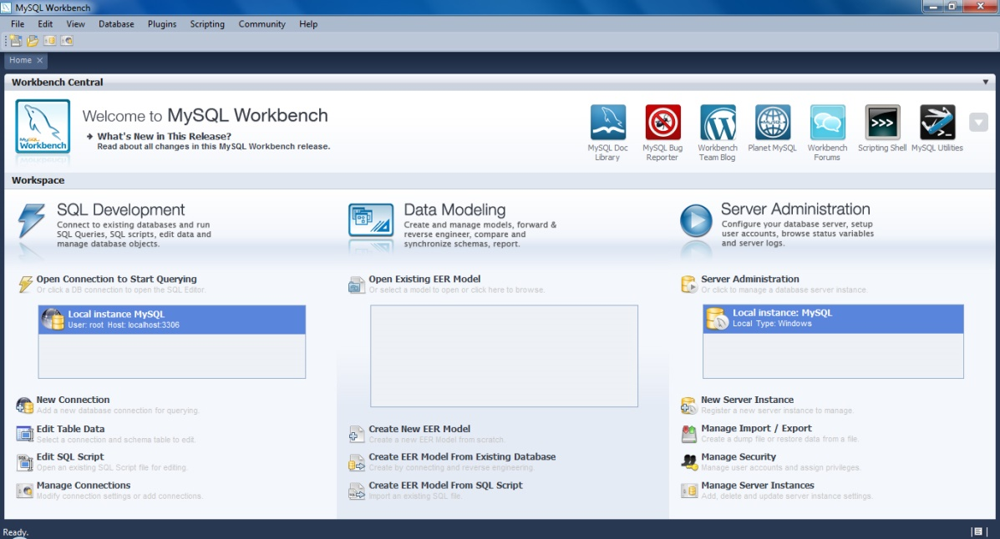 MySQL Workbench
File Edit View Database Plugins Scripting Community Help
Home
Workbench Central
MySQL
Workbench
Welcome to MySQL Workbench
What's New in This Release?
Read about all changes in this MySQL Workbench release.
MySQL Doc
Library
MySQL Bug
Reporter
Workbench
Team Blog
MySQL
Planet MySQL
Workbench
Forums
>>>
Scripting Shell
MySQL Utilities
Workspace
SQL Development
Connect to existing databases and run
SQL Queries, SQL scripts, edit data and
manage database objects.
Open Connection to Start Querying
Or click a DB connection to open the SQL Editor.
Local instance MySQL
User: root Host: localhost:3306
New Connection
Add a new database connection for querying.
Edit Table Data
Select a connection and schema table to edit.
Edit SQL Script
Open an existing SQL Script file for editing.
Manage Connections
Modify connection settings or add connections.
Data Modeling
Create and manage models, forward &
reverse engineer, compare and
synchronize schemas, report.
Open Existing EER Model
Or select a model to open or click here to browse.
Create New EER Model
Create a new EER Model from scratch.
Create EER Model From Existing Database
Create by connecting and reverse engineering.
Create EER Model From SQL Script
Import an existing SQL file.
Server Administration
Configure your database server, setup
user accounts, browse status variables
and server logs.
Server Administration
Or click to manage a database server instance.
Local instance: MySQL
Local Type: Windows
New Server Instance
Register a new server instance to manage.
Manage Import / Export
Create a dump file or restore data from a file.
Manage Security
Manage user accounts and assign privileges.
Manage Server Instances
Add, delete and update server instance settings.
Ready.